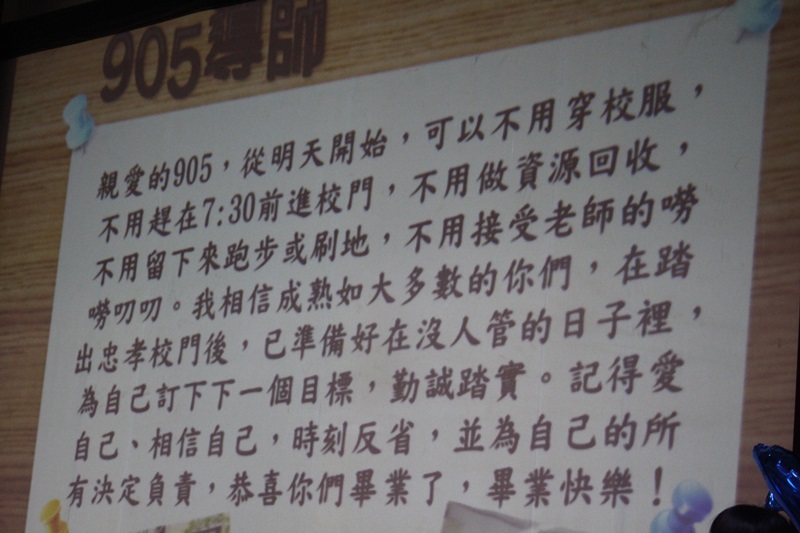 905導師
親愛的905，從明天開始，可以不用穿校服，
不用趕在7:30前進校門，不用做資源回收，
不用留下來跑步或刷地，不用接受老師的嘮
嘮叨叨。我相信成熟如大多數的你們，在踏
出忠孝校門後，已準備好在沒人管的日子裡，
為自己訂下下一個目標，勤誠踏實。記得愛
自己、相信自己，時刻反省，並為自己的所
有決定負責，恭喜你們畢業了，畢業快樂！